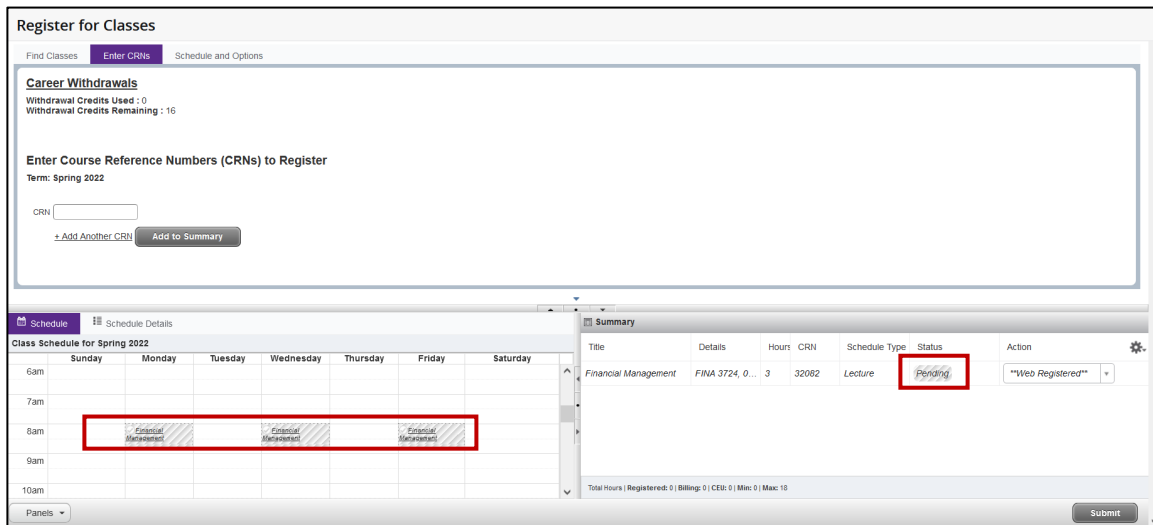 Register for Classes
Find Classes Enter CRNs Schedule and Options
Career Withdrawals
Withdrawal Credits Used : 0
Withdrawal Credits Remaining : 16
Enter Course Reference Numbers (CRNs) to Register
Term: Spring 2022
CRN
+ Add Another CRN Add to Summary
Schedule Schedule Details
Class Schedule for Spring 2022
Sunday Monday Tuesday Wednesday Thursday Friday Saturday
6am
7am
8am Financial Management Financial Management Financial Management
9am
10am
Summary
Title Details Hours CRN Schedule Type Status Action
Financial Management FINA 3724, 0... 3 32082 Lecture Pending **Web Registered**
Total Hours | Registered: 0 | Billing: 0 | CEU: 0 | Min: 0 | Max: 18
Panels Submit